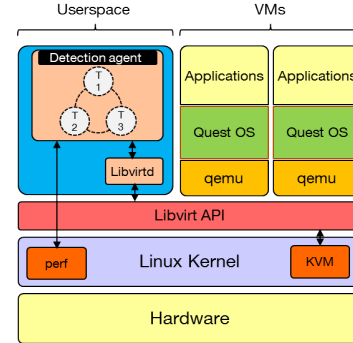 Userspace
VMs
Detection agent
T
1
T
2
T
3
Libvirtd
Applications
Applications
Quest OS
Quest OS
qemu
qemu
Libvirt API
perf
Linux Kernel
KVM
Hardware